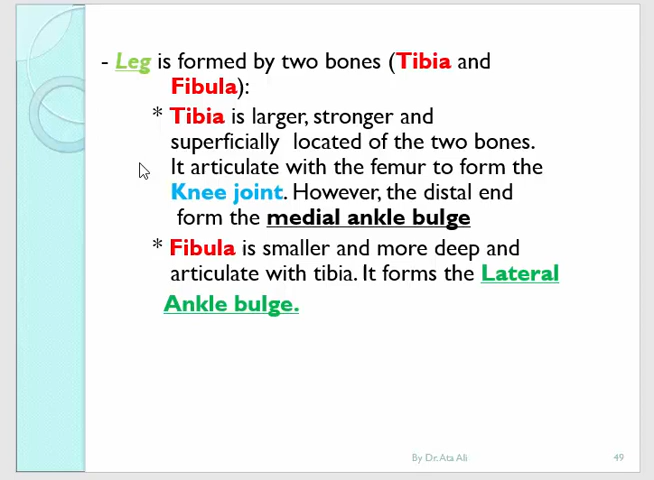 - Leg is formed by two bones (Tibia and
Fibula):
* Tibia is larger, stronger and
superficially located of the two bones.
It articulate with the femur to form the
Knee joint. However, the distal end
form the medial ankle bulge
* Fibula is smaller and more deep and
articulate with tibia. It forms the Lateral
Ankle bulge.
By Dr. Ata Ali
49